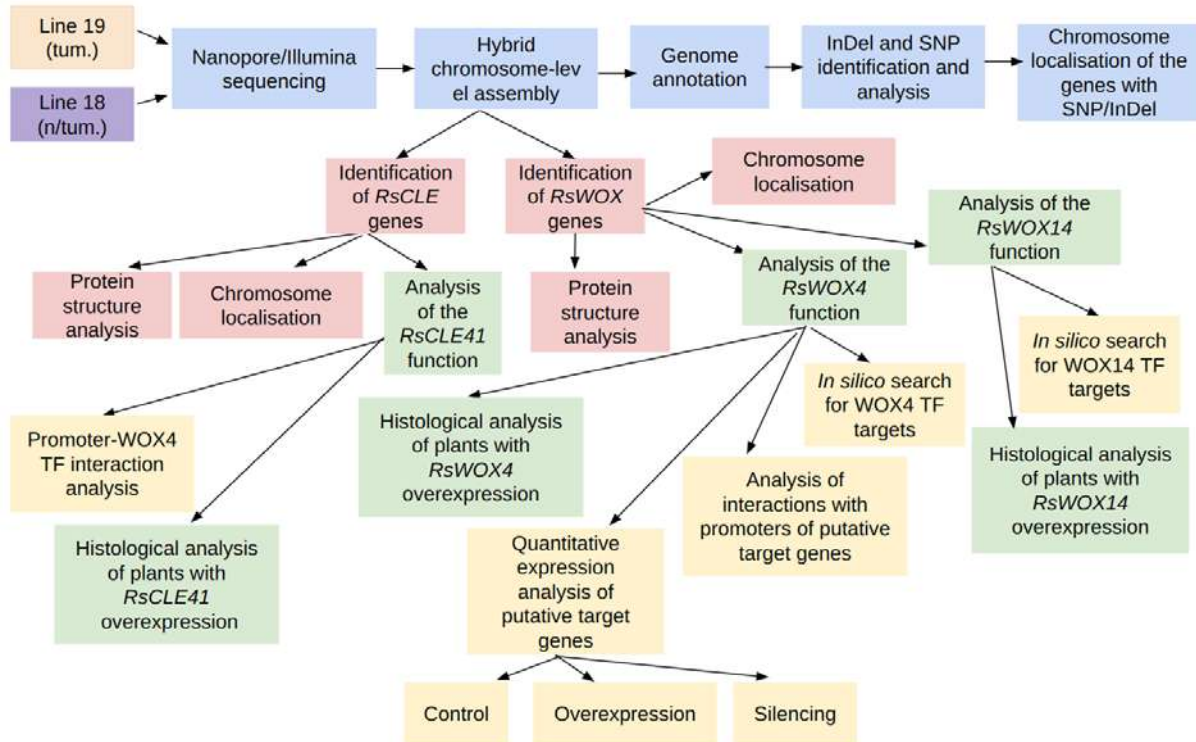 Line 19
(tum.)
Line 18
(n/tum.)
Nanopore/Illumina
sequencing
Hybrid
chromosome-lev
el assembly
Genome
annotation
InDel and SNP
identification and
analysis
Chromosome
localisation of the
genes with
SNP/InDel
Identification
of RsCLE
genes
Identification
of RsWOX
genes
Chromosome
localisation
Analysis of the
RsWOX14
function
Protein
structure
analysis
Chromosome
localisation
Analysis
of the
RsCLE41
function
Protein
structure
analysis
Analysis of the
RsWOX4
function
In silico search
for WOX14 TF
targets
Promoter-WOX4
TF interaction
analysis
Histological analysis
of plants with
RsWOX4
overexpression
In silico search
for WOX4 TF
targets
Histological analysis
of plants with
RsWOX14
overexpression
Histological analysis
of plants with
RsCLE41
overexpression
Quantitative
expression
analysis of
putative target
genes
Analysis of
interactions with
promoters of putative
target genes
Control
Overexpression
Silencing